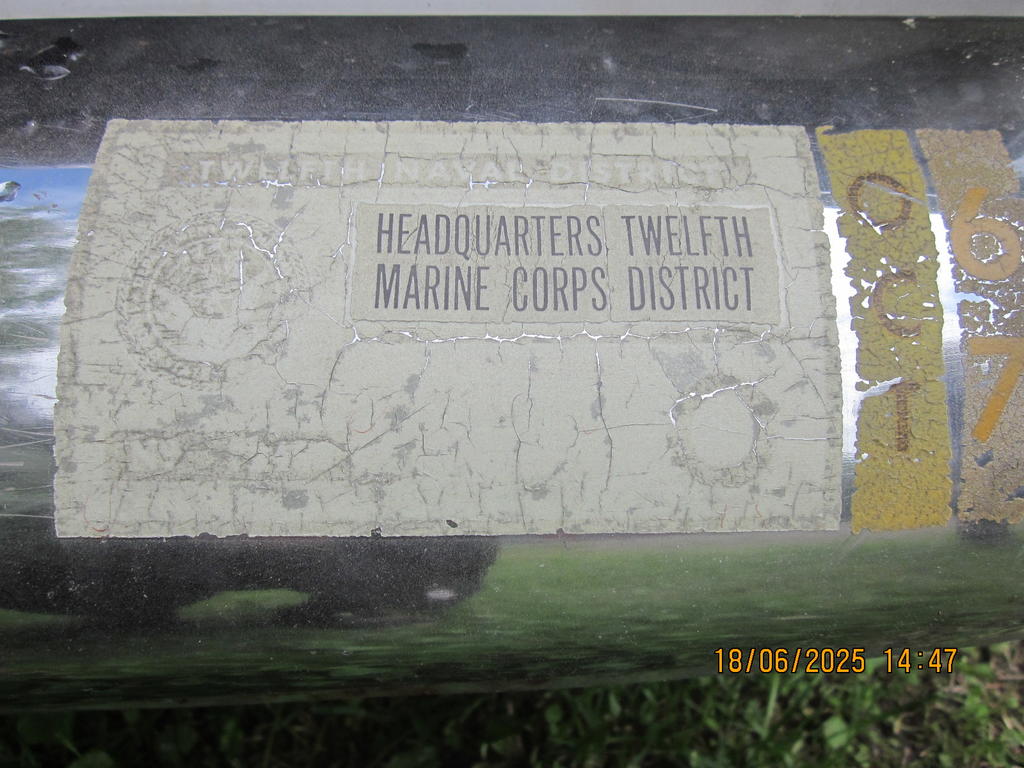 TWELFTH NAVAL DISTRICT
HEADQUARTERS TWELFTH
MARINE CORPS DISTRICT
OCT
67
18/06/2025 14:47